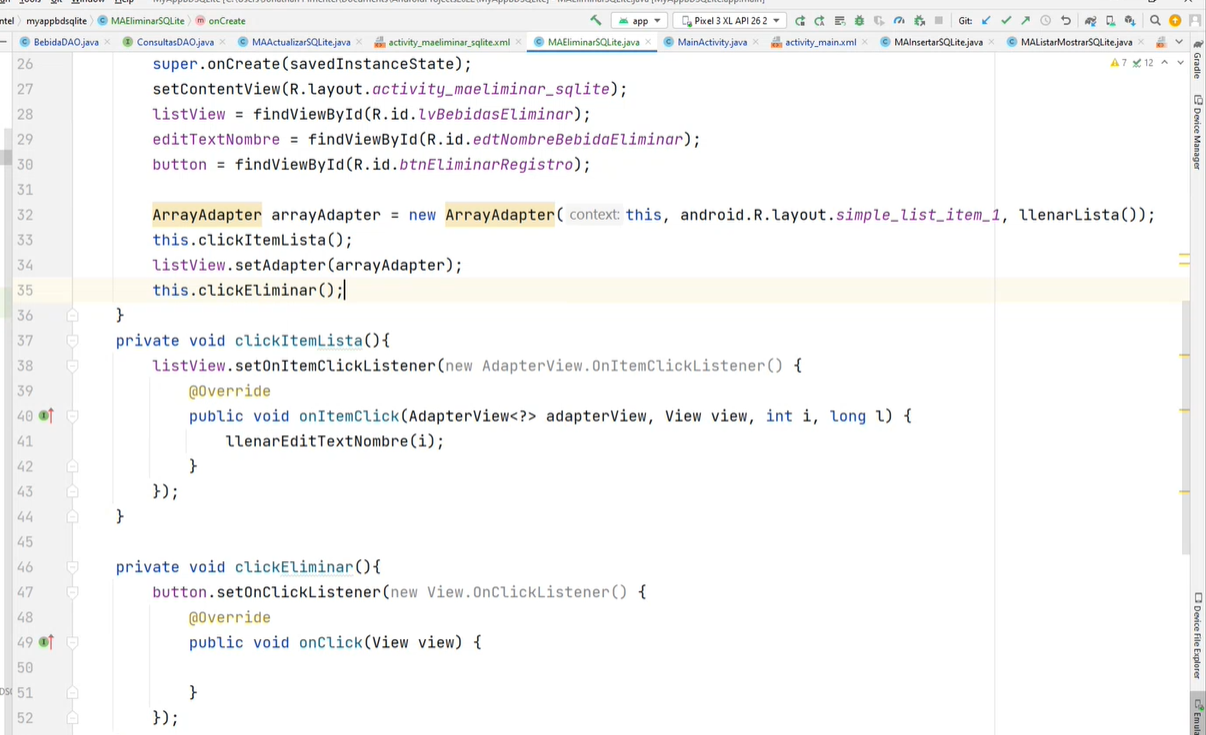 myappbdsqlite MAEliminarSQLite onCreate app Pixel 3 XL API 26 2 Git:
BebidaDAO.java ConsultasDAO.java MAActualizarSQLite.java activity_maeliminar_sqlite.xml MAEliminarSQLite.java MainActivity.java activity_main.xml MAInsertarSQLite.java MAListarMostrarSQLite.java
7 12
26 super.onCreate(savedInstanceState);
27 setContentView(R.layout.activity_maeliminar_sqlite);
28 listView = findViewById(R.id.lvBebidasEliminar);
29 editTextNombre = findViewById(R.id.edtNombreBebidaEliminar);
30 button = findViewById(R.id.btnEliminarRegistro);
31
32 ArrayAdapter arrayAdapter = new ArrayAdapter( context: this, android.R.layout.simple_list_item_1, llenarLista());
33 this.clickItemLista();
34 listView.setAdapter(arrayAdapter);
35 this.clickEliminar();
36 }
37 private void clickItemLista(){
38 listView.setOnItemClickListener(new AdapterView.OnItemClickListener() {
39 @Override
40 public void onItemClick(AdapterView<?> adapterView, View view, int i, long l) {
41 llenarEditTextNombre(i);
42 }
43 });
44 }
45
46 private void clickEliminar(){
47 button.setOnClickListener(new View.OnClickListener() {
48 @Override
49 public void onClick(View view) {
50
51 }
52 });
Gradle
Device Manager
Device File Explorer